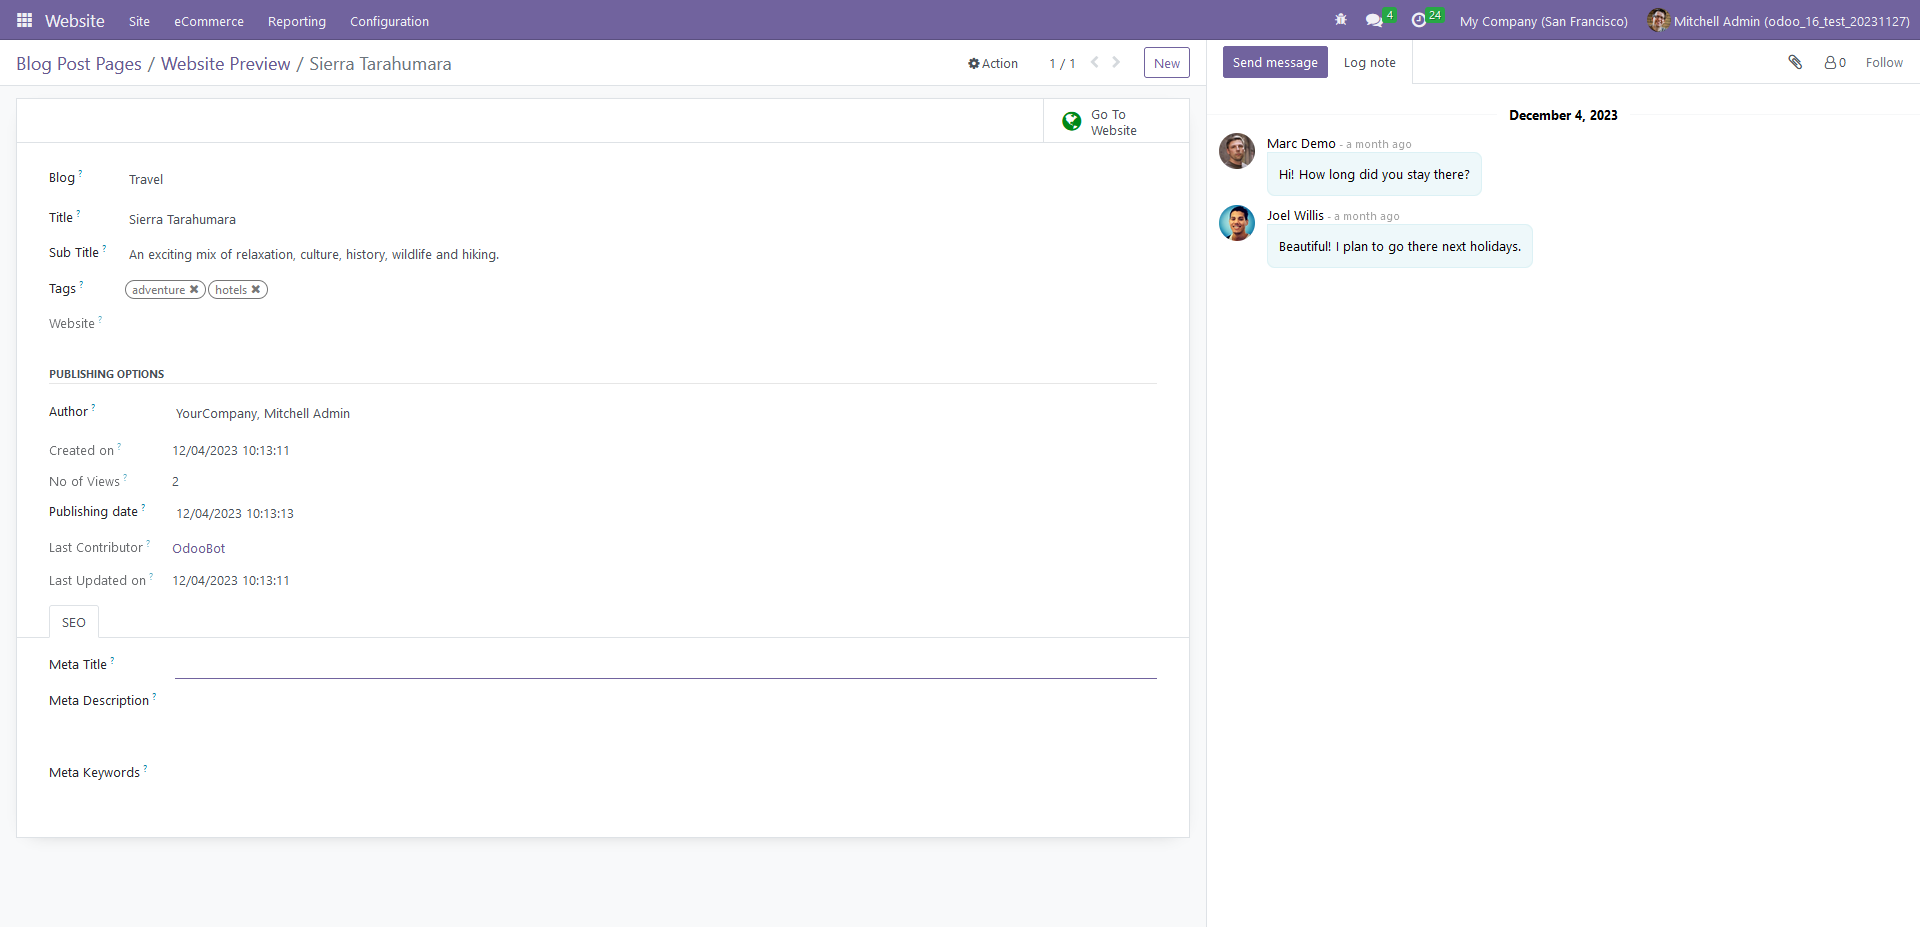 Website Site eCommerce Reporting Configuration 4 24 My Company (San Francisco) Mitchell Admin (odoo_16_test_20231127)
Blog Post Pages / Website Preview / Sierra Tarahumara Action 1 / 1 New
Send message Log note 0 Follow
Go To
Website
Blog ? Travel
Title ? Sierra Tarahumara
Sub Title ? An exciting mix of relaxation, culture, history, wildlife and hiking.
Tags ? adventure ✖ hotels ✖
Website ?
PUBLISHING OPTIONS
Author ? YourCompany, Mitchell Admin
Created on ? 12/04/2023 10:13:11
No of Views ? 2
Publishing date ? 12/04/2023 10:13:13
Last Contributor ? OdooBot
Last Updated on ? 12/04/2023 10:13:11
SEO
Meta Title ?
Meta Description ?
Meta Keywords ?
December 4, 2023
Marc Demo - a month ago
Hi! How long did you stay there?
Joel Willis - a month ago
Beautiful! I plan to go there next holidays.